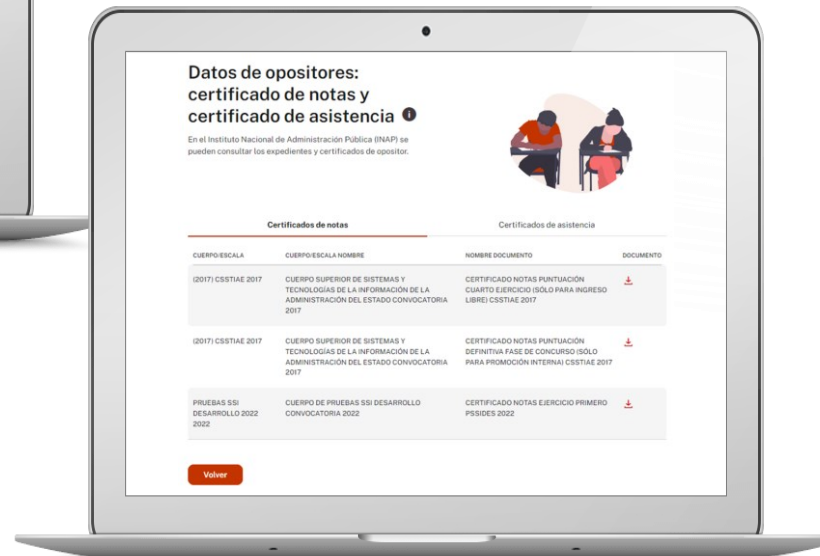 Datos de opositores:
certificado de notas y
certificado de asistencia i
En el Instituto Nacional de Administración Pública (INAP) se
pueden consultar los expedientes y certificados de opositor.
Certificados de notas Certificados de asistencia
CUERPO/ESCALA CUERPO/ESCALA NOMBRE NOMBRE DOCUMENTO DOCUMENTO
(2017) CSSTIAE 2017 CUERPO SUPERIOR DE SISTEMAS Y CERTIFICADO NOTAS PUNTUACIÓN
TECNOLOGÍAS DE LA INFORMACIÓN DE LA CUARTO EJERCICIO (SÓLO PARA INGRESO
ADMINISTRACIÓN DEL ESTADO CONVOCATORIA LIBRE) CSSTIAE 2017
2017
(2017) CSSTIAE 2017 CUERPO SUPERIOR DE SISTEMAS Y CERTIFICADO NOTAS PUNTUACIÓN
TECNOLOGÍAS DE LA INFORMACIÓN DE LA DEFINITIVA FASE DE CONCURSO (SÓLO
ADMINISTRACIÓN DEL ESTADO CONVOCATORIA PARA PROMOCIÓN INTERNA) CSSTIAE 2017
2017
PRUEBAS SSI CUERPO DE PRUEBAS SSI DESARROLLO CERTIFICADO NOTAS EJERCICIO PRIMERO
DESARROLLO 2022 CONVOCATORIA 2022 PSSIDES 2022
2022
Volver